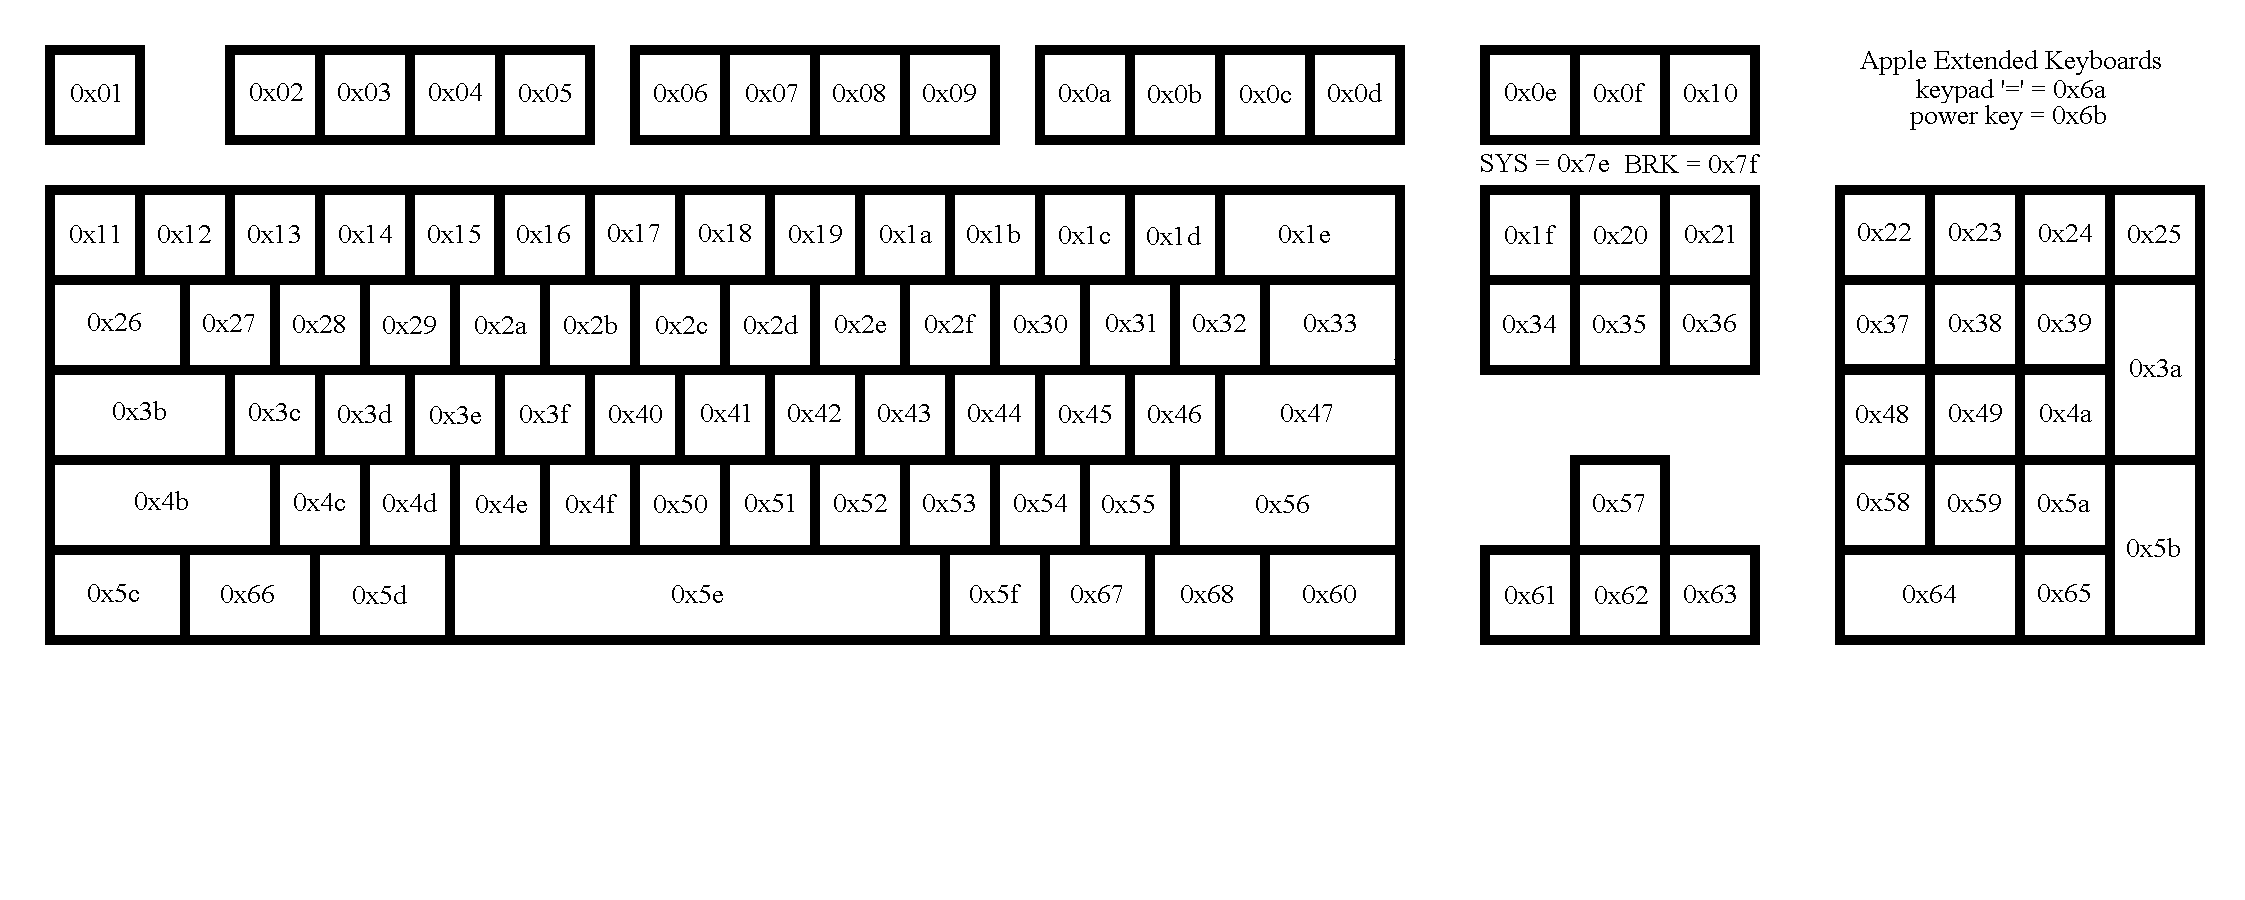 0x01 0x02 0x03 0x04 0x05 0x06 0x07 0x08 0x09 0x0a 0x0b 0x0c 0x0d 0x0e 0x0f 0x10
Apple Extended Keyboards
keypad '=' = 0x6a
power key = 0x6b
SYS = 0x7e BRK = 0x7f
0x11 0x12 0x13 0x14 0x15 0x16 0x17 0x18 0x19 0x1a 0x1b 0x1c 0x1d 0x1e 0x1f 0x20 0x21 0x22 0x23 0x24 0x25
0x26 0x27 0x28 0x29 0x2a 0x2b 0x2c 0x2d 0x2e 0x2f 0x30 0x31 0x32 0x33 0x34 0x35 0x36 0x37 0x38 0x39 0x3a
0x3b 0x3c 0x3d 0x3e 0x3f 0x40 0x41 0x42 0x43 0x44 0x45 0x46 0x47 0x48 0x49 0x4a
0x4b 0x4c 0x4d 0x4e 0x4f 0x50 0x51 0x52 0x53 0x54 0x55 0x56 0x57 0x58 0x59 0x5a 0x5b
0x5c 0x66 0x5d 0x5e 0x5f 0x67 0x68 0x60 0x61 0x62 0x63 0x64 0x65